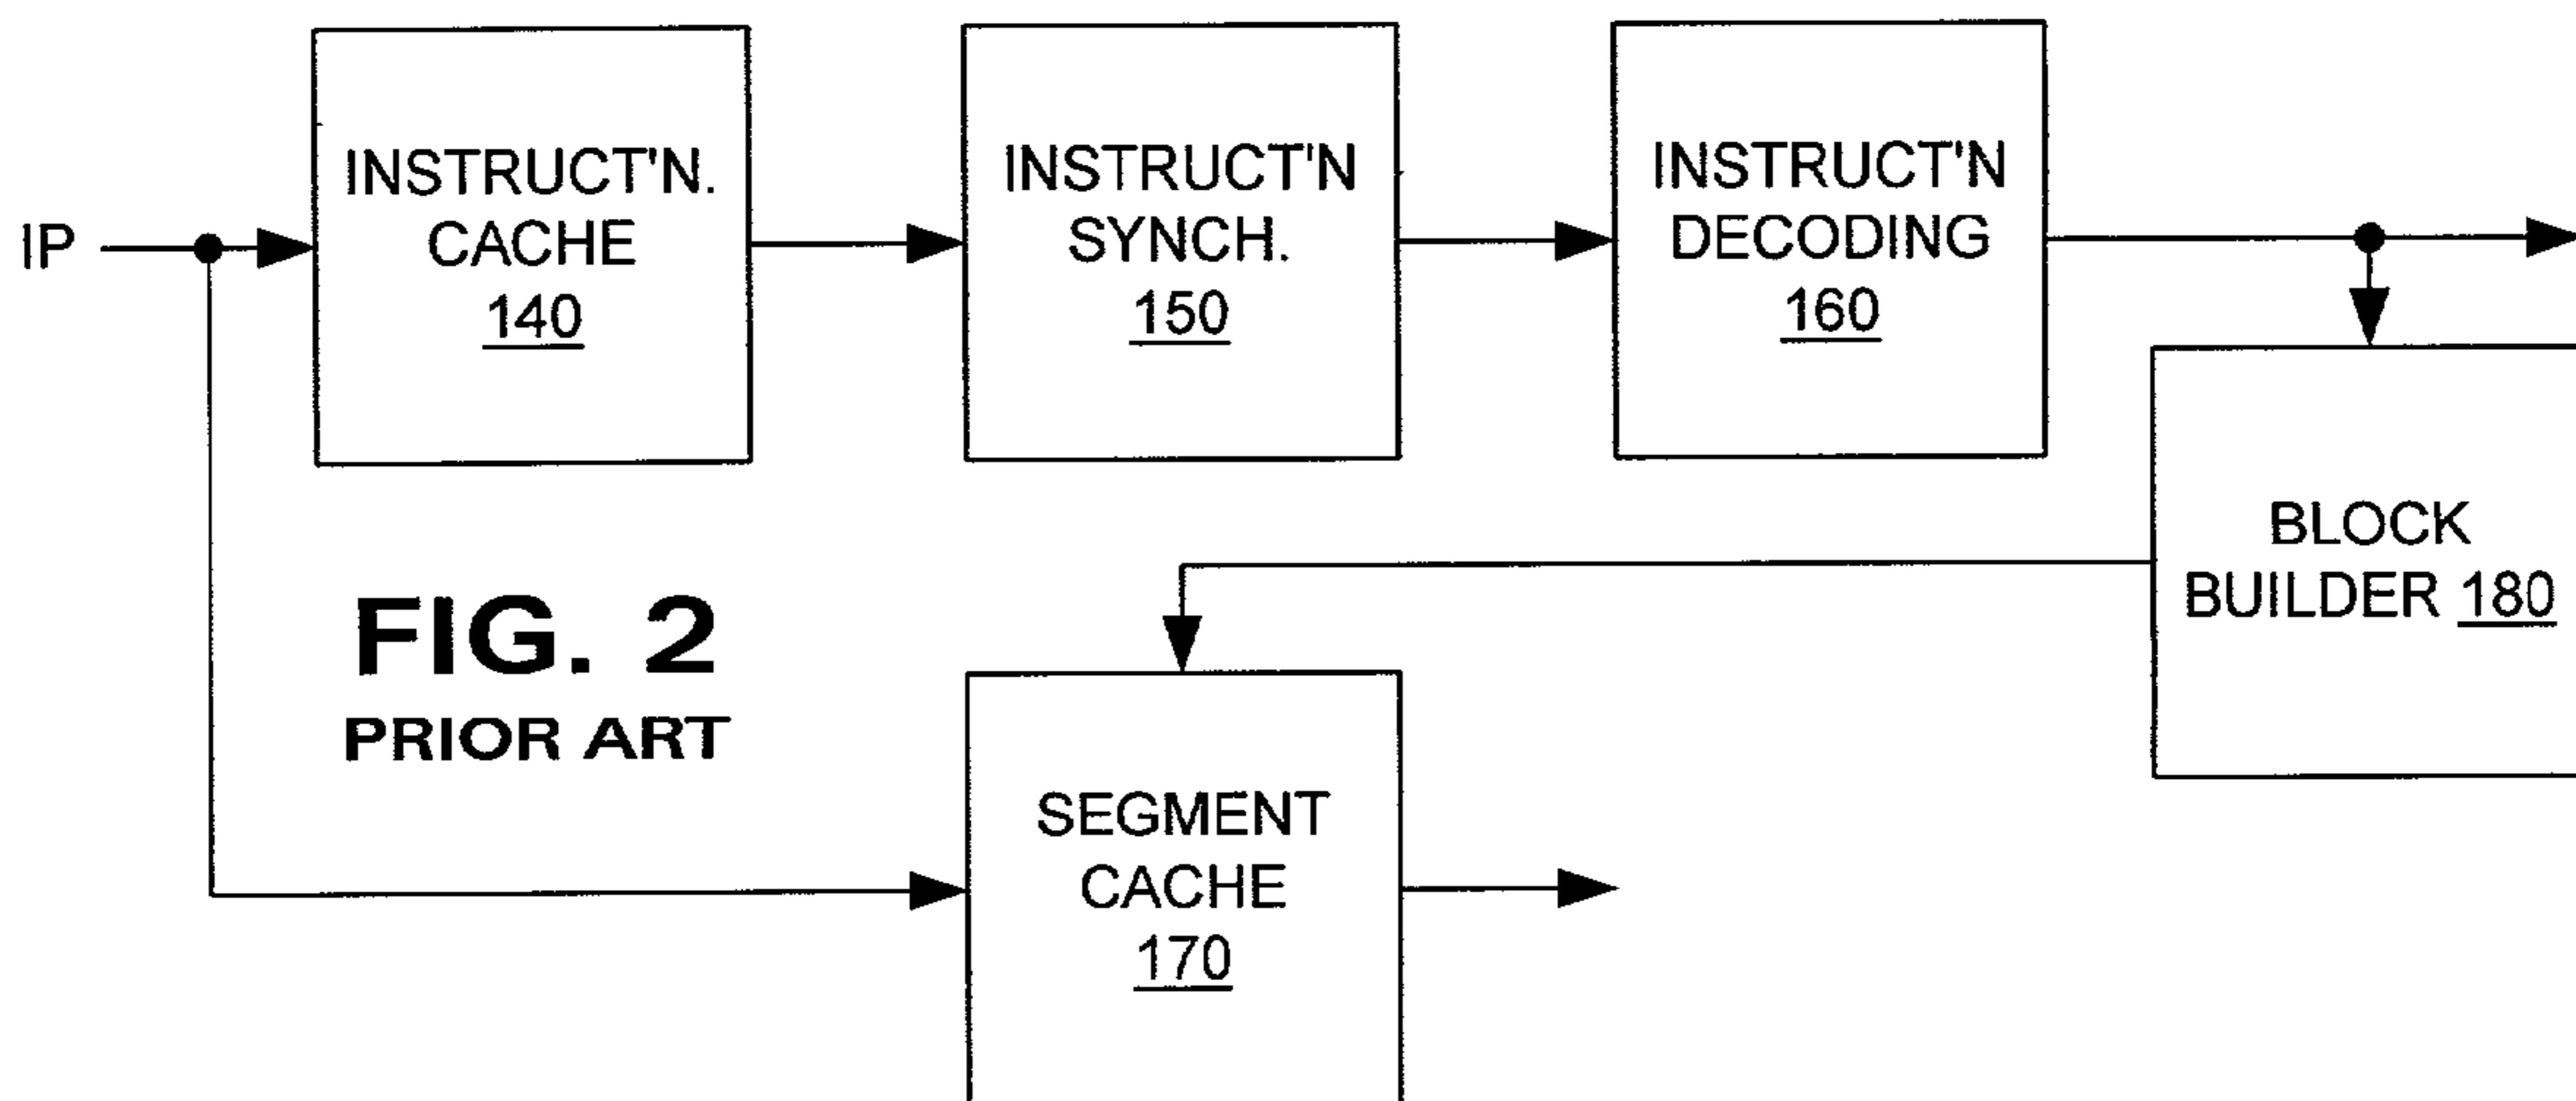 IP
INSTRUCT'N.
CACHE
140
INSTRUCT'N
SYNCH.
150
INSTRUCT'N
DECODING
160
BLOCK
BUILDER 180
FIG. 2
PRIOR ART
SEGMENT
CACHE
170